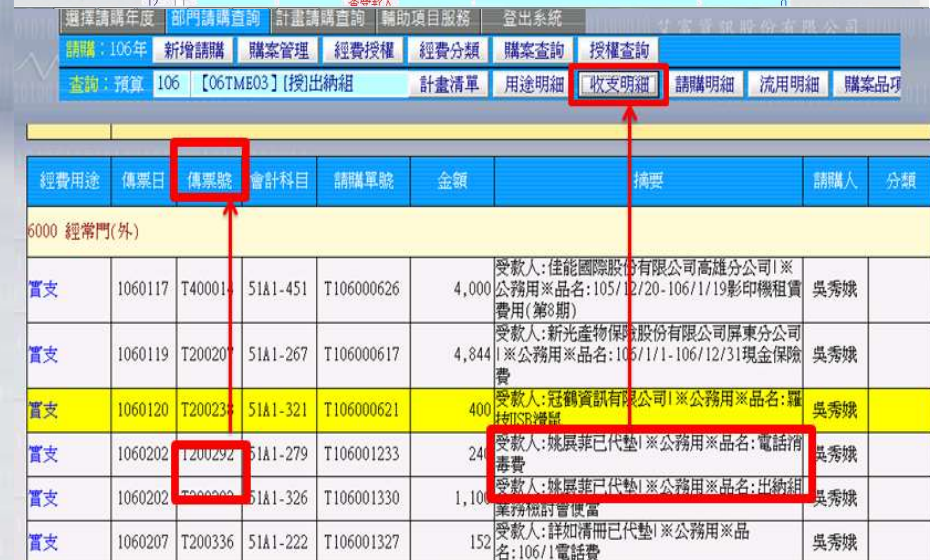 選擇請購年度 部門請購查詢 計畫請購查詢 輔助項目服務 登出系統
艾富資訊股份有限公司
請購：106年 新增請購 購案管理 經費授權 經費分類 購案查詢 授權查詢
查詢：預算 106 【06TME03】[授]出納組 計畫清單 用途明細 收支明細 請購明細 流用明細 購案品項
經費用途 傳票日 傳票號 會計科目 請購單號 金額 摘要 請購人 分類
6000 經常門(外)
受款人:佳能國際股份有限公司高雄分公司|※
實支 1060117 T400014 51A1-451 T106000626 4,000 公務用※品名:105/12/20-106/1/19影印機租賃 吳秀娥
費用(第8期)
受款人:新光產物保險股份有限公司屏東分公司
實支 1060119 T200207 51A1-267 T106000617 4,844 |※公務用※品名:106/1/1-106/12/31現金保險 吳秀娥
費
受款人:冠鶴資訊有限公司|※公務用※品名:羅
實支 1060120 T200238 51A1-321 T106000621 400 技USB滑鼠 吳秀娥
受款人:姚展菲已代墊|※公務用※品名:電話消
實支 1060202 T200292 51A1-279 T106001233 240 毒費 吳秀娥
受款人:姚展菲已代墊|※公務用※品名:出納組
實支 1060202 51A1-326 T106001330 1,100 業務檢討會便當 吳秀娥
受款人:詳如清冊已代墊|※公務用※品
實支 1060207 T200336 51A1-222 T106001327 152 名:106/1電話費 吳秀娥